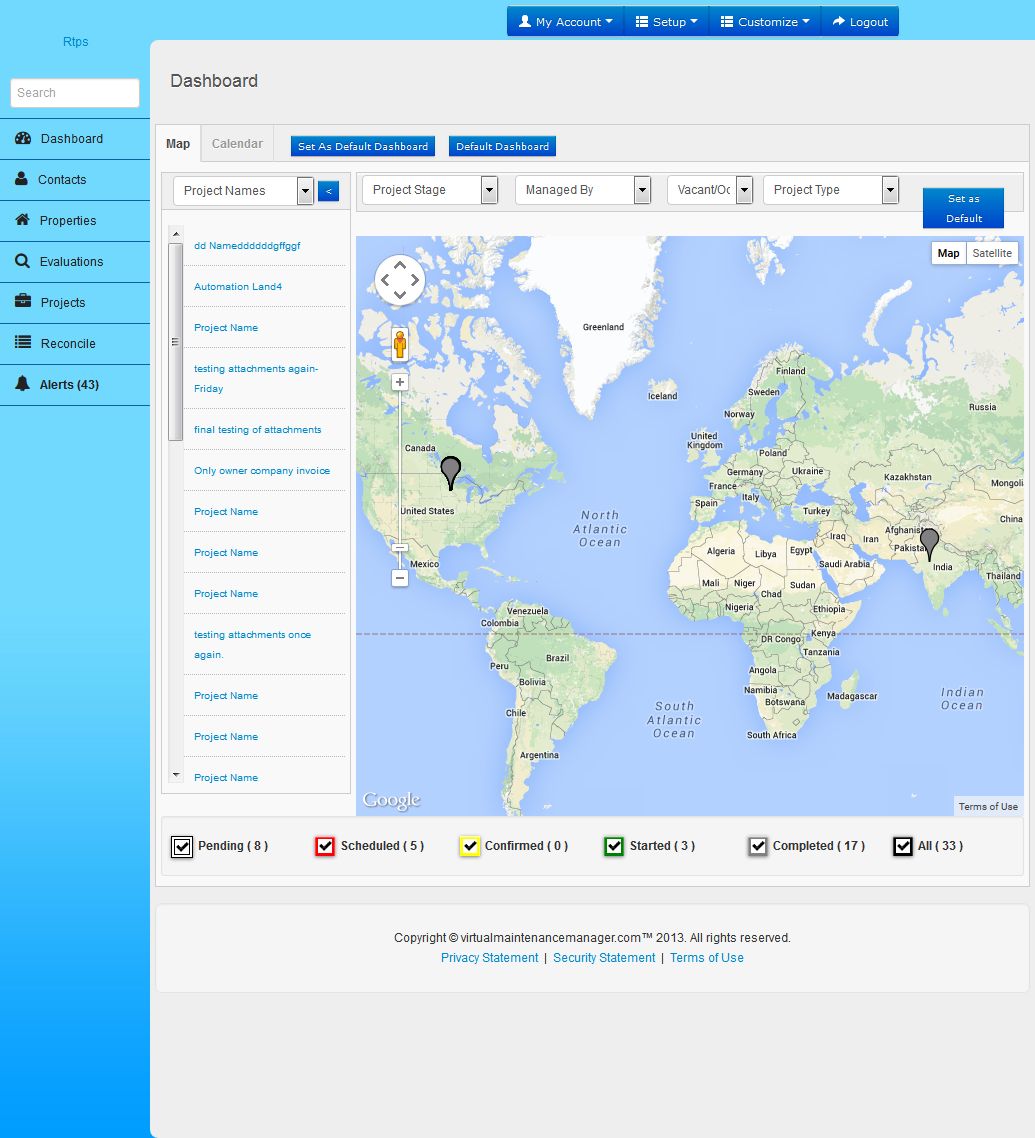 My Account
Setup
Customize
Logout
Rtps
Search
Dashboard
Contacts
Properties
Evaluations
Projects
Reconcile
Alerts (43)
Dashboard
Map
Calendar
Set As Default Dashboard
Default Dashboard
Project Names
<
Project Stage
Managed By
Vacant/Oc
Project Type
Set as
Default
dd Nameddddddgffggf
Automation Land4
Project Name
testing attachments again-
Friday
final testing of attachments
Only owner company invoice
Project Name
Project Name
Project Name
testing attachments once
again.
Project Name
Project Name
Project Name
Map
Satellite
Greenland
Iceland
Finland
Sweden
Norway
Russia
United
Kingdom
Canada
Poland
Germany
Ukraine
Kazakhstan
France
Mongoli
Italy
Spain
United States
Turkey
China
North
Atlantic
Ocean
Afghanist
Iraq
Iran
Pakista
Algeria
Libya
Egypt
Saudi Arabia
India
Mexico
Thailand
Mali
Niger
Sudan
Chad
Nigeria
Ethiopia
Venezuela
Colombia
Kenya
DR Congo
Tanzania
Brazil
Peru
Angola
Bolivia
Namibia
Botswana
Madagascar
Indian
Ocean
Chile
South
Atlantic
Ocean
South Africa
Argentina
Google
Terms of Use
Pending ( 8 )
Scheduled ( 5 )
Confirmed ( 0 )
Started ( 3 )
Completed ( 17 )
All ( 33 )
Copyright © virtualmaintenancemanager.com™ 2013. All rights reserved.
Privacy Statement | Security Statement | Terms of Use